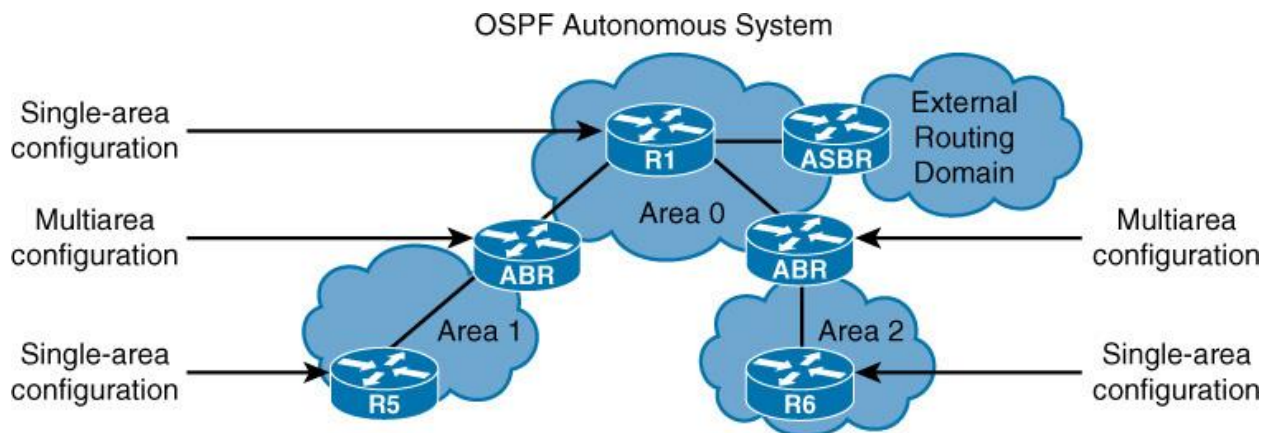 OSPF Autonomous System
Single-area
configuration
R1
ASBR
External
Routing
Domain
Multiarea
configuration
ABR
Area 0
ABR
Multiarea
configuration
Single-area
configuration
Area 1
R5
Area 2
R6
Single-area
configuration